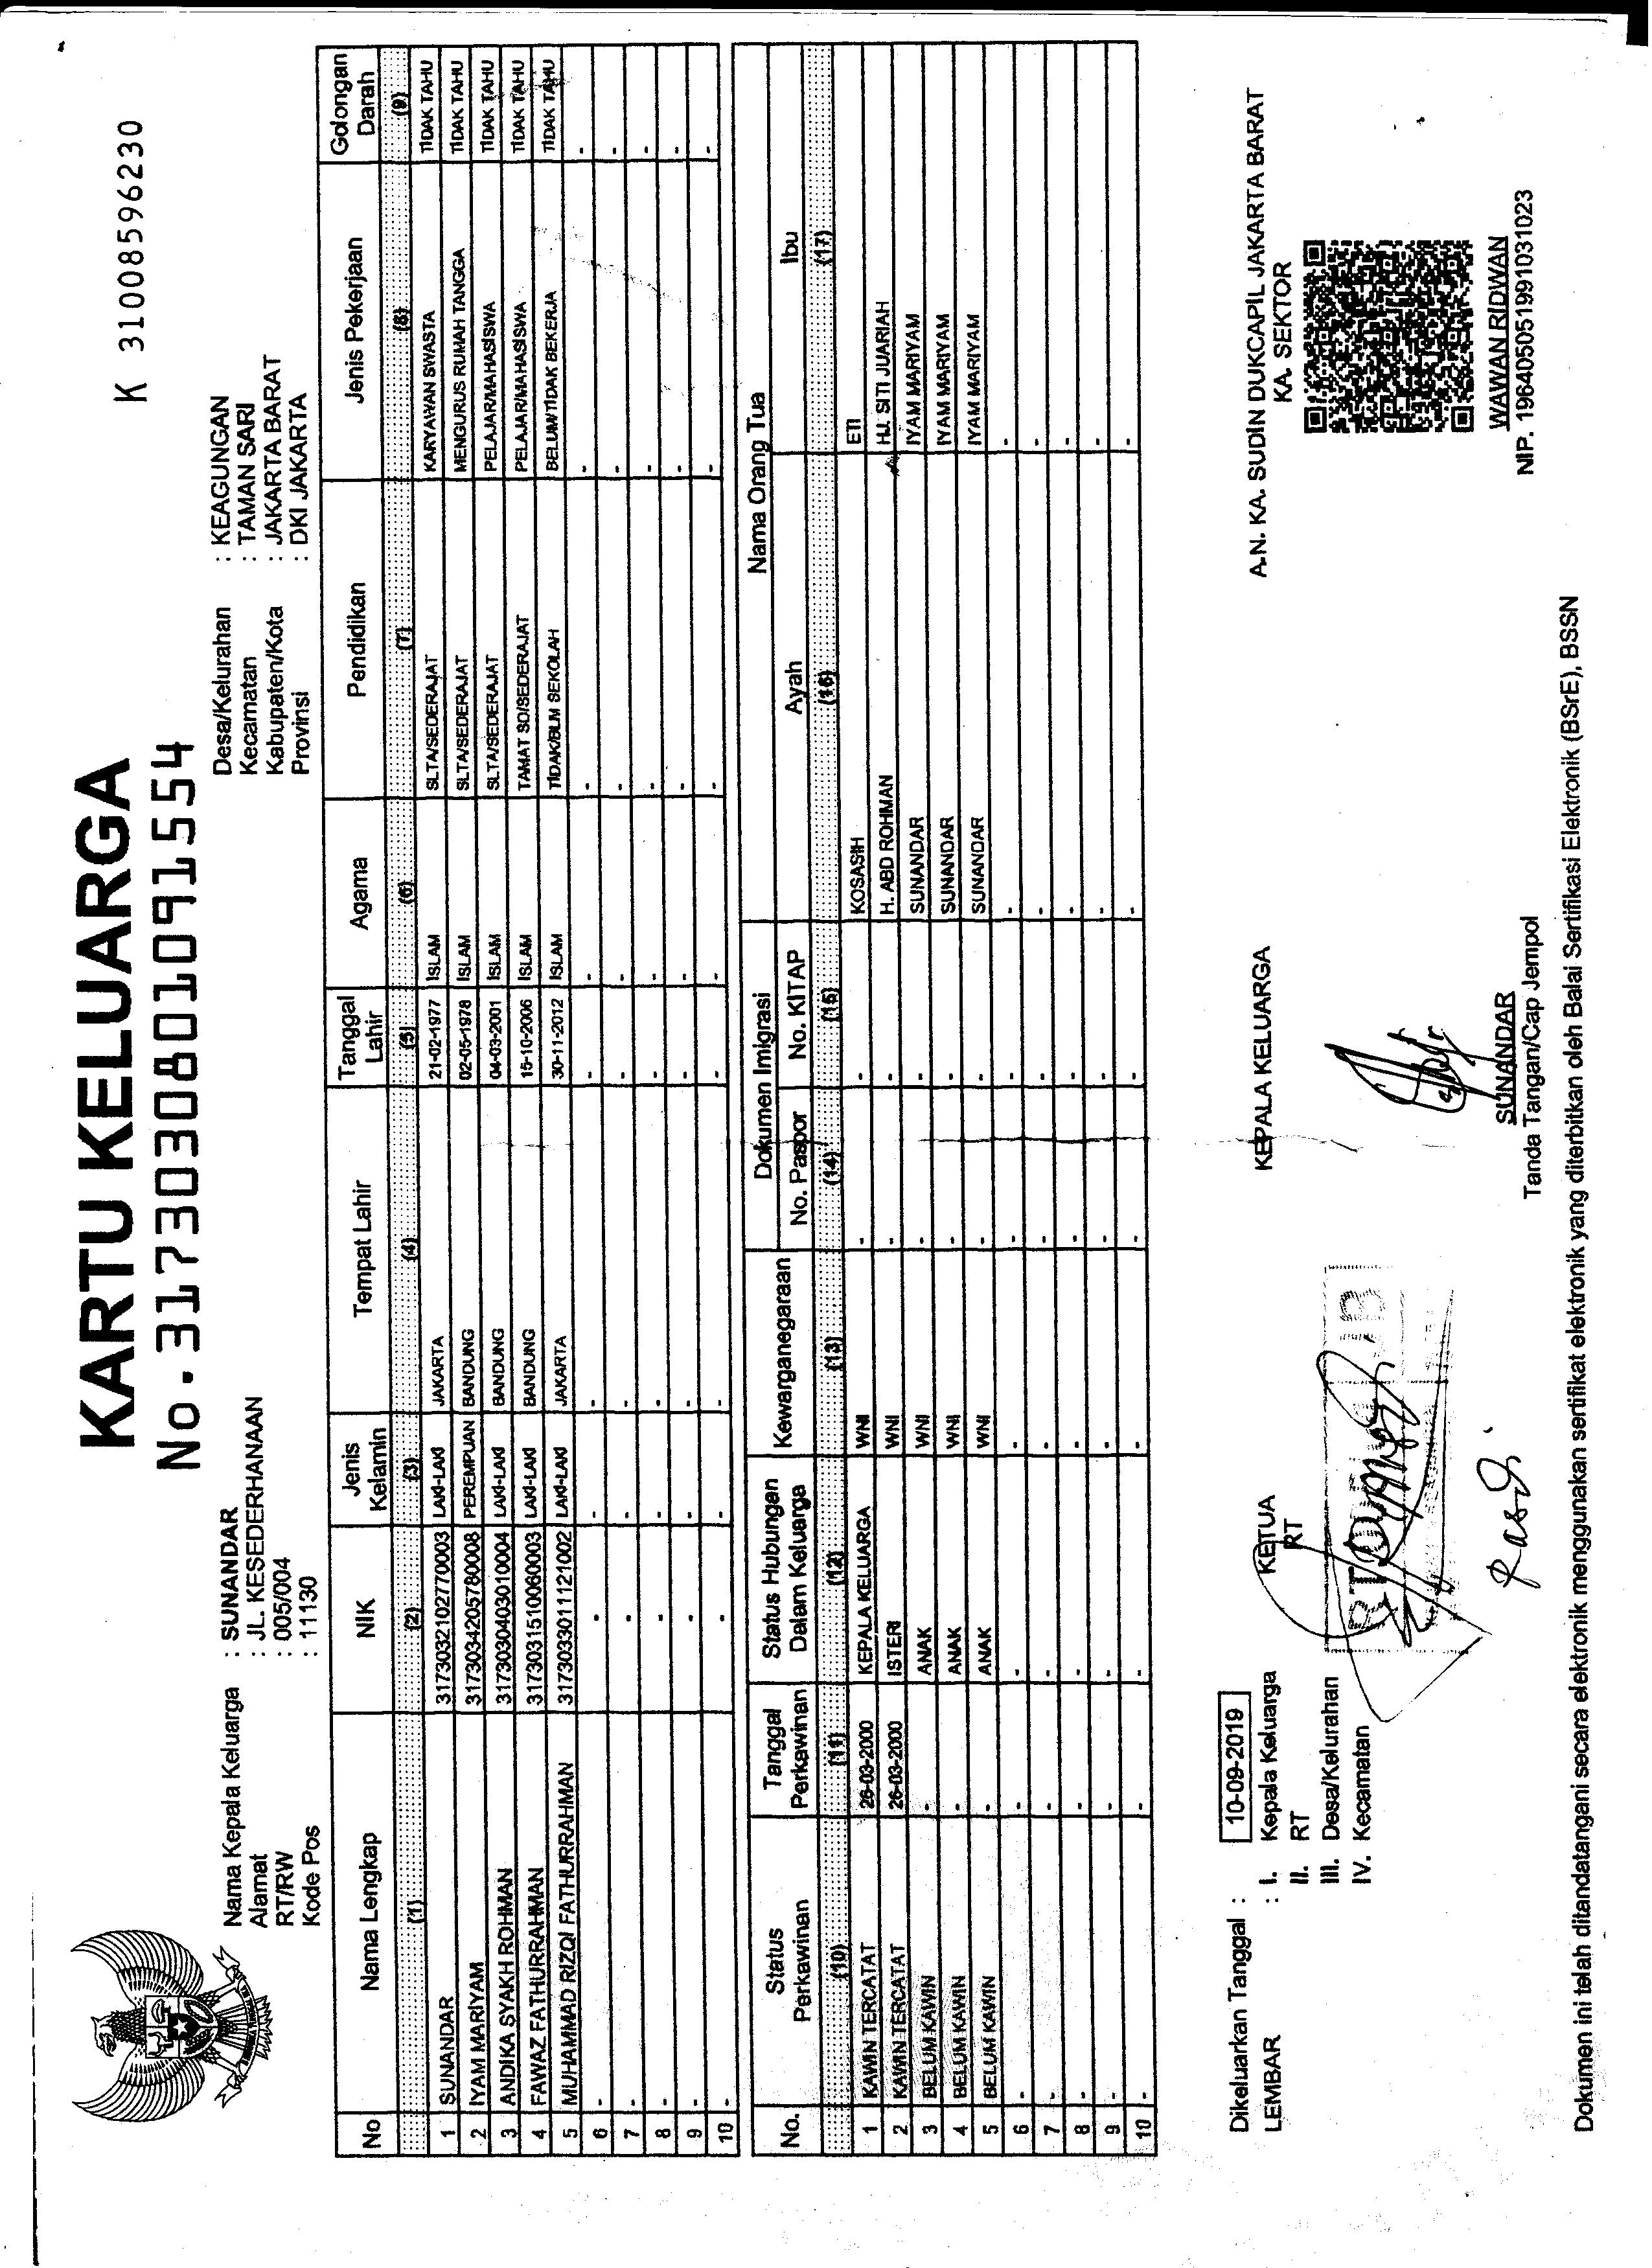 KARTU KELUARGA
No. 3173030801091554
K 31008596230
Nama Kepala Keluarga : SUNANDAR
Alamat : JL. KESEDERHANAAN
RT/RW : 005/004
Kode Pos : 11130
Desa/Kelurahan : KEAGUNGAN
Kecamatan : TAMAN SARI
Kabupaten/Kota : JAKARTA BARAT
Provinsi : DKI JAKARTA
No Nama Lengkap NIK Jenis Kelamin Tempat Lahir Tanggal Lahir Agama Pendidikan Jenis Pekerjaan Golongan Darah
(1) (2) (3) (4) (5) (6) (7) (8) (9)
1 SUNANDAR 3173032102770003 LAKI-LAKI JAKARTA 21-02-1977 ISLAM SLTA/SEDERAJAT KARYAWAN SWASTA TIDAK TAHU
2 IYAM MARIYAM 3173034205780008 PEREMPUAN BANDUNG 02-05-1978 ISLAM SLTA/SEDERAJAT MENGURUS RUMAH TANGGA TIDAK TAHU
3 ANDIKA SYAKH ROHMAN 3173030403010004 LAKI-LAKI BANDUNG 04-03-2001 ISLAM SLTA/SEDERAJAT PELAJAR/MAHASISWA TIDAK TAHU
4 FAWAZ FATHURRAHMAN 3173031510060003 LAKI-LAKI BANDUNG 15-10-2006 ISLAM TAMAT SD/SEDERAJAT PELAJAR/MAHASISWA TIDAK TAHU
5 MUHAMMAD RIZQI FATHURRAHMAN 3173033011121002 LAKI-LAKI JAKARTA 30-11-2012 ISLAM TIDAK/BLM SEKOLAH BELUM/TIDAK BEKERJA TIDAK TAHU
6 - - - - - - - - -
7 - - - - - - - - -
8 - - - - - - - - -
9 - - - - - - - - -
10 - - - - - - - - -
No. Status Perkawinan Tanggal Perkawinan Status Hubungan Dalam Keluarga Kewarganegaraan Dokumen Imigrasi Nama Orang Tua
No. Paspor No. KITAP Ayah Ibu
(10) (11) (12) (13) (14) (15) (16) (17)
1 KAWIN TERCATAT 26-03-2000 KEPALA KELUARGA WNI - - KOSASIH ETI
2 KAWIN TERCATAT 26-03-2000 ISTERI WNI - - H. ABD ROHMAN HJ. SITI JUARIAH
3 BELUM KAWIN - ANAK WNI - - SUNANDAR IYAM MARIYAM
4 BELUM KAWIN - ANAK WNI - - SUNANDAR IYAM MARIYAM
5 BELUM KAWIN - ANAK WNI - - SUNANDAR IYAM MARIYAM
6 - - - - - - - -
7 - - - - - - - -
8 - - - - - - - -
9 - - - - - - - -
10 - - - - - - - -
Dikeluarkan Tanggal : 10-09-2019
LEMBAR : I. Kepala Keluarga
II. RT
III. Desa/Kelurahan
IV. Kecamatan
KETUA
RT
Rasdi
KEPALA KELUARGA
SUNANDAR
Tanda Tangan/Cap Jempol
A.N. KA. SUDIN DUKCAPIL JAKARTA BARAT
KA. SEKTOR
WAWAN RIDWAN
NIP. 196405051991031023
Dokumen ini telah ditandatangani secara elektronik menggunakan sertifikat elektronik yang diterbitkan oleh Balai Sertifikasi Elektronik (BSrE), BSSN